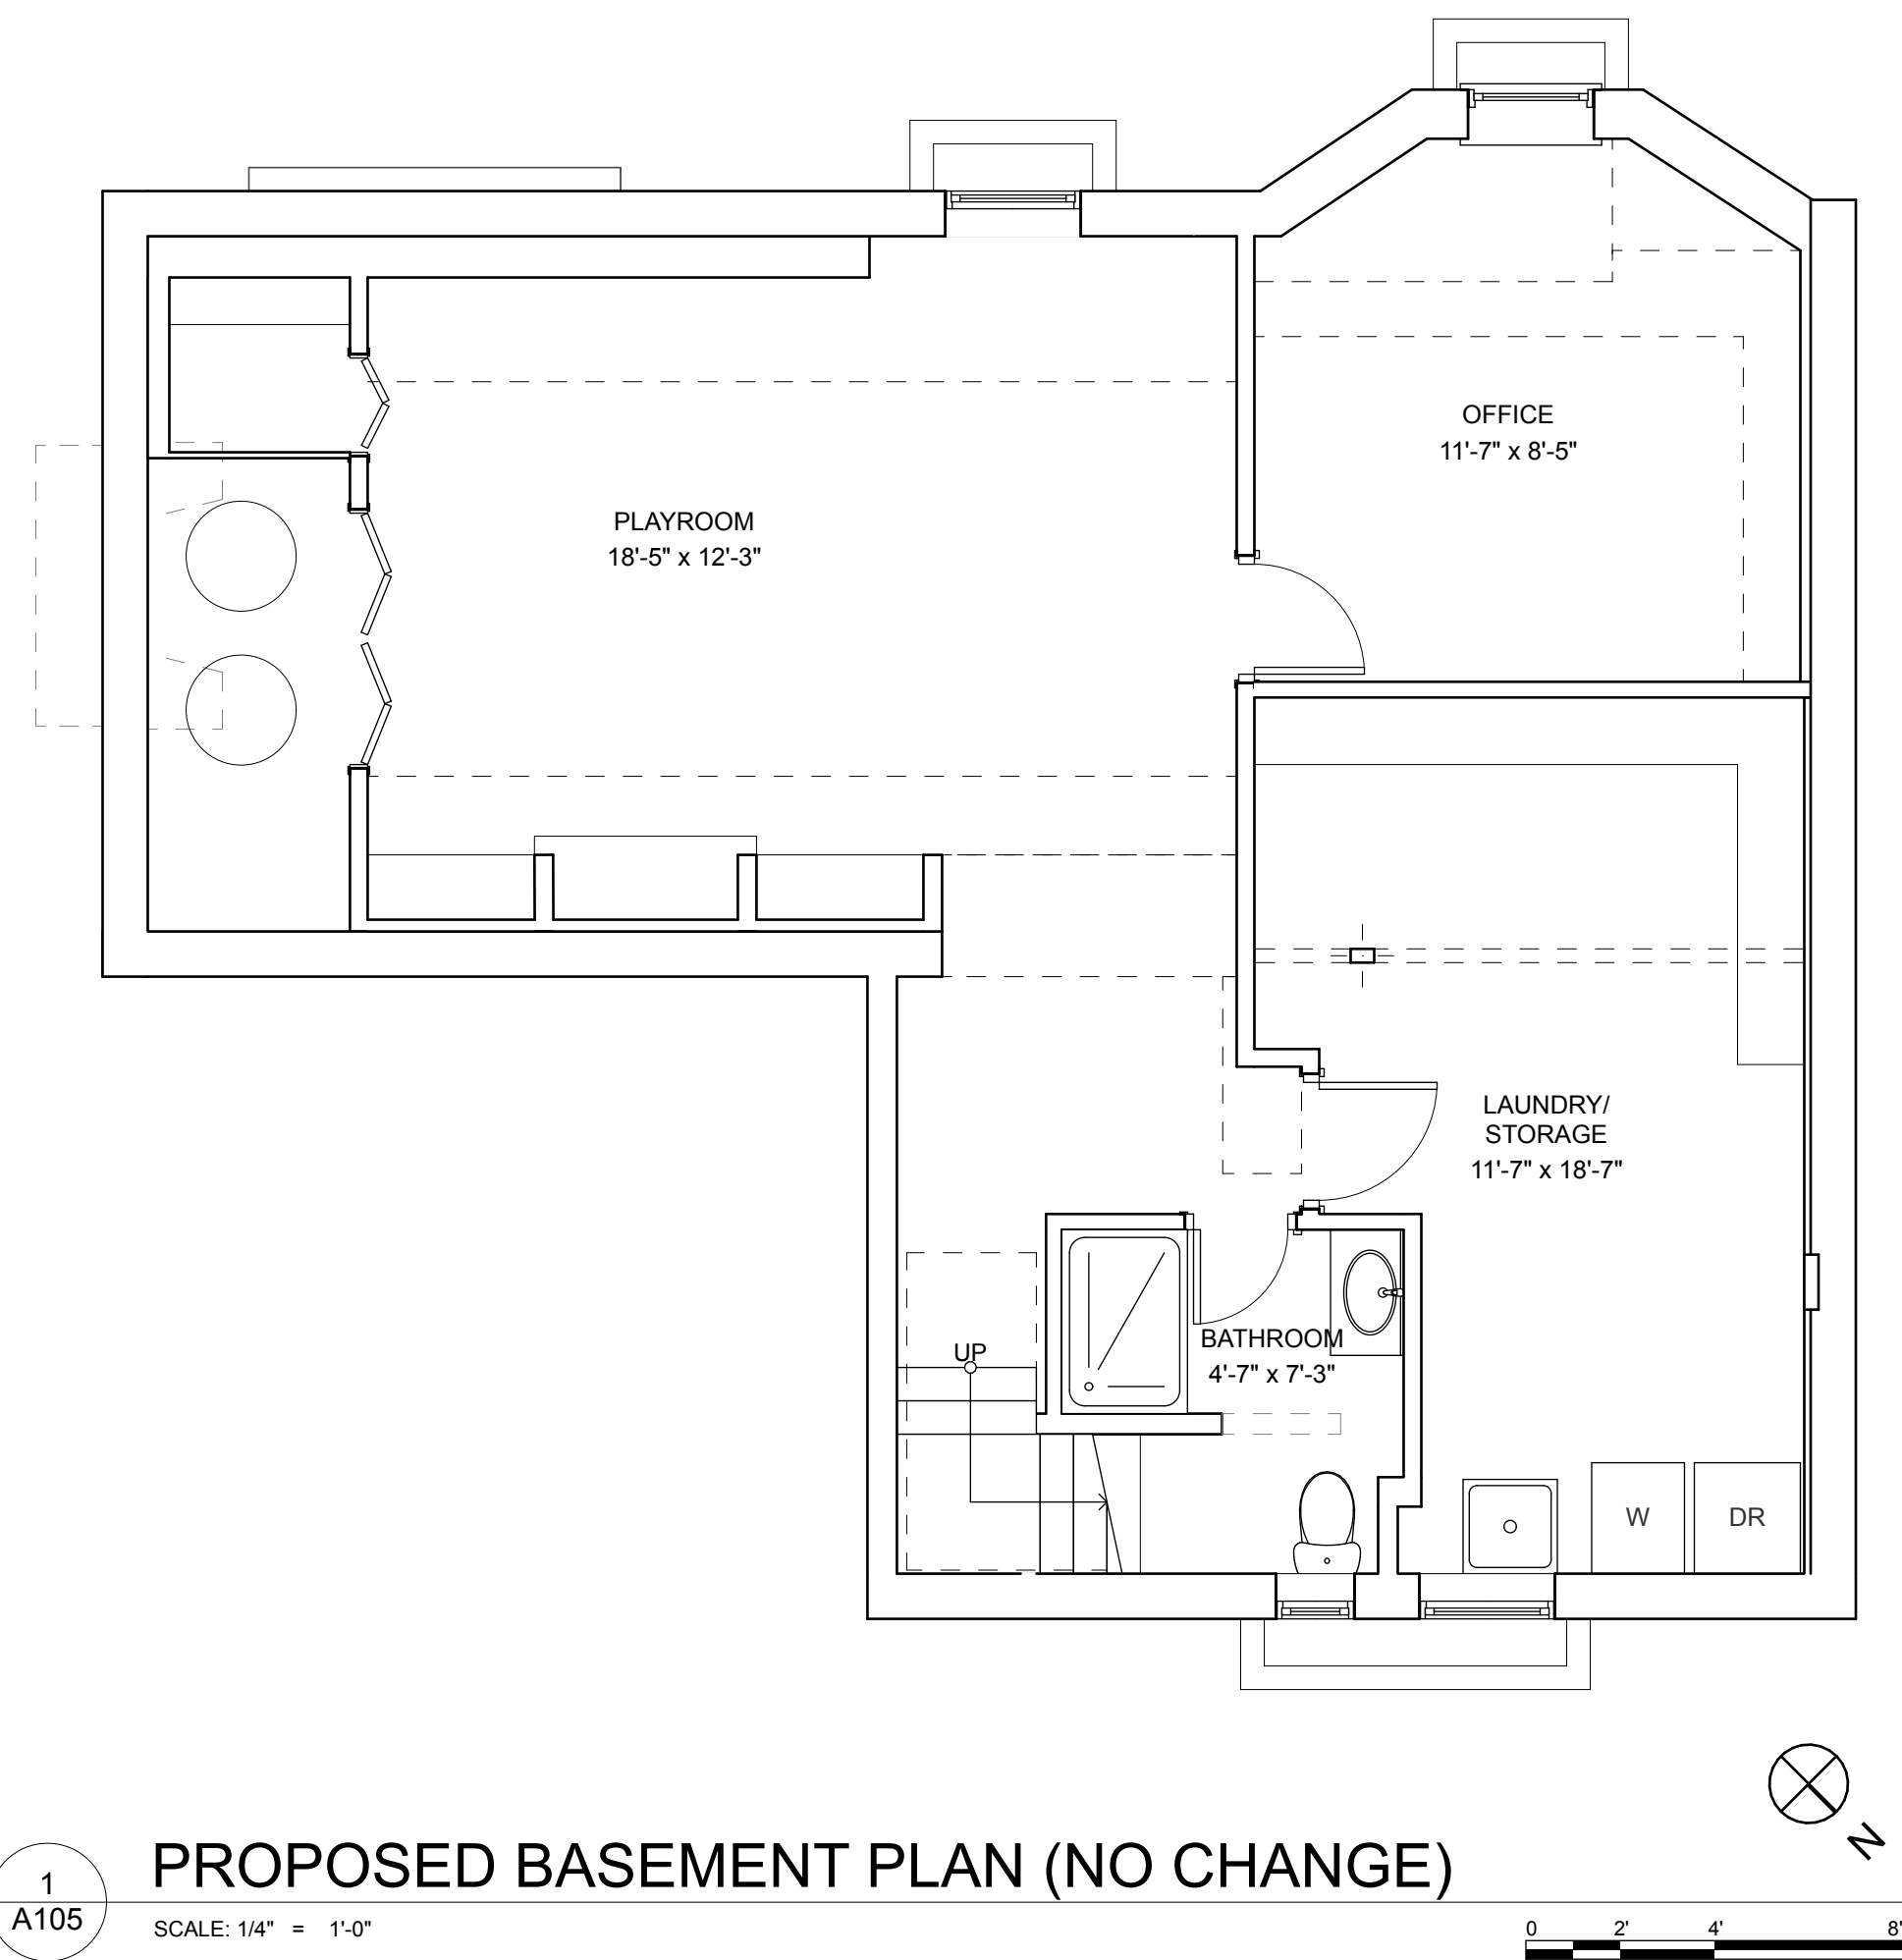 OFFICE
11'-7" x 8'-5"
PLAYROOM
18'-5" x 12'-3"
LAUNDRY/
STORAGE
11'-7" x 18'-7"
UP
BATHROOM
4'-7" x 7'-3"
W
DR
N
1
A105
PROPOSED BASEMENT PLAN (NO CHANGE)
SCALE: 1/4" = 1'-0"
0 2' 4' 8'